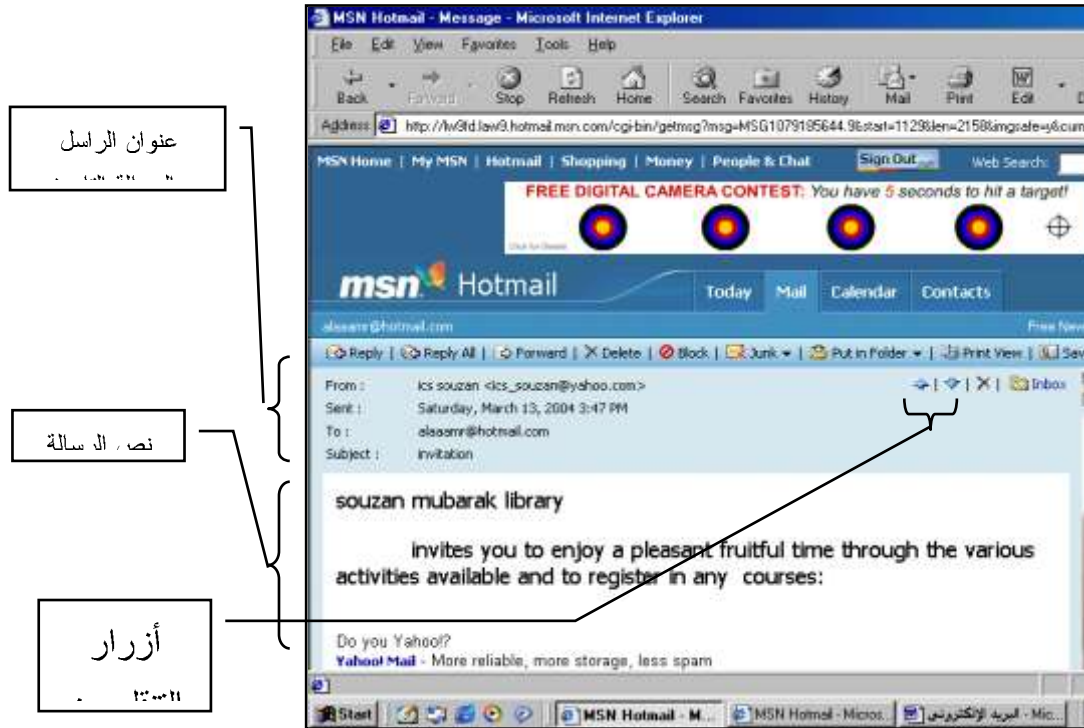 MSN Hotmail - Message - Microsoft Internet Explorer
File Edit View Favorites Tools Help
Back Forward Stop Refresh Home Search Favorites History Mail Print Edit
Address http://lw9fd.law9.hotmail.msn.com/cgi-bin/getmsg?msg=MSG1079185644.9&start=1129&len=2158&imgsafe=y&cur
MSN Home | My MSN | Hotmail | Shopping | Money | People & Chat Sign Out Web Search:
FREE DIGITAL CAMERA CONTEST: You have 5 seconds to hit a target!
msn Hotmail Today Mail Calendar Contacts
alaaamr@hotmail.com Free New
Reply | Reply All | Forward | Delete | Block | Junk | Put in Folder | Print View | Sav
عنوان الراسل
From : ics souzan <ics_souzan@yahoo.com> Inbox
Sent : Saturday, March 13, 2004 3:47 PM
To : alaaamr@hotmail.com
Subject : invitation
نص الرسالة
souzan mubarak library
invites you to enjoy a pleasant fruitful time through the various
activities available and to register in any courses:
أزرار
Do you Yahoo!?
Yahoo! Mail - More reliable, more storage, less spam
Start MSN Hotmail - M... MSN Hotmail - Micros... البريد الإلكتروني - Mic...